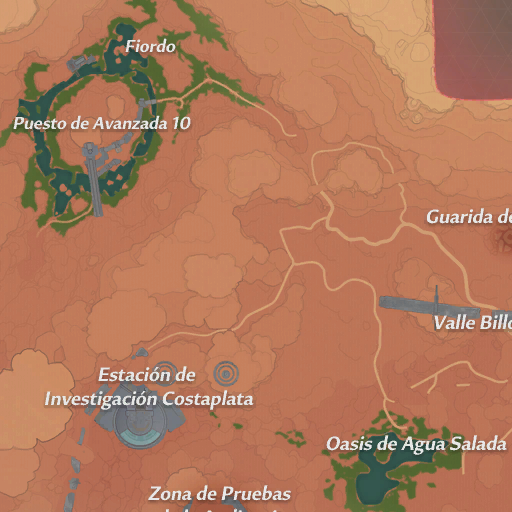 Fiordo
Puesto de Avanzada 10
Guarida de
Valle Billo
Estación de
Investigación Costaplata
Oasis de Agua Salada
Zona de Pruebas